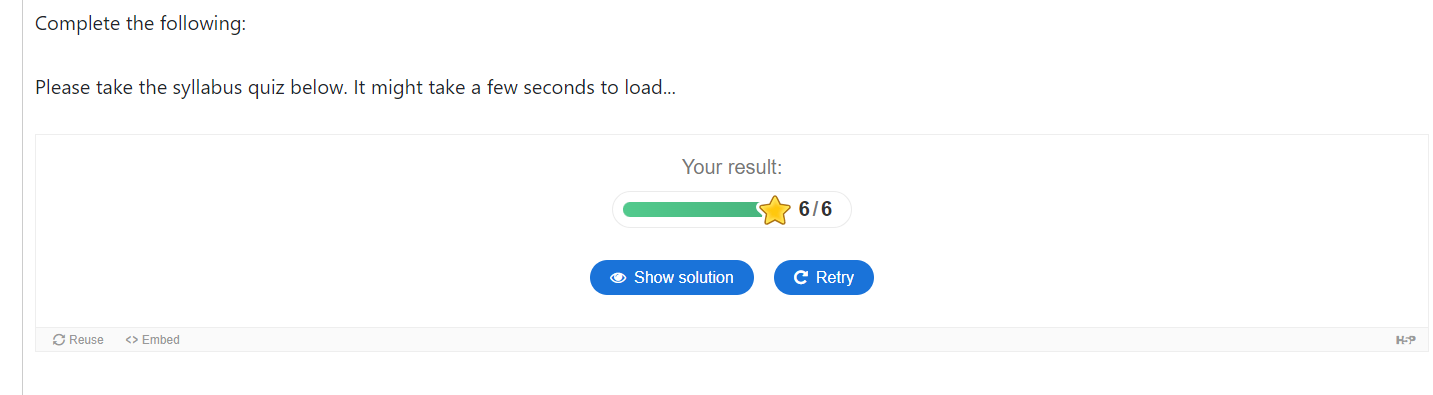 Complete the following:
Please take the syllabus quiz below. It might take a few seconds to load...
Your result:
6/6
Show solution
Retry
Reuse
<> Embed
H5P